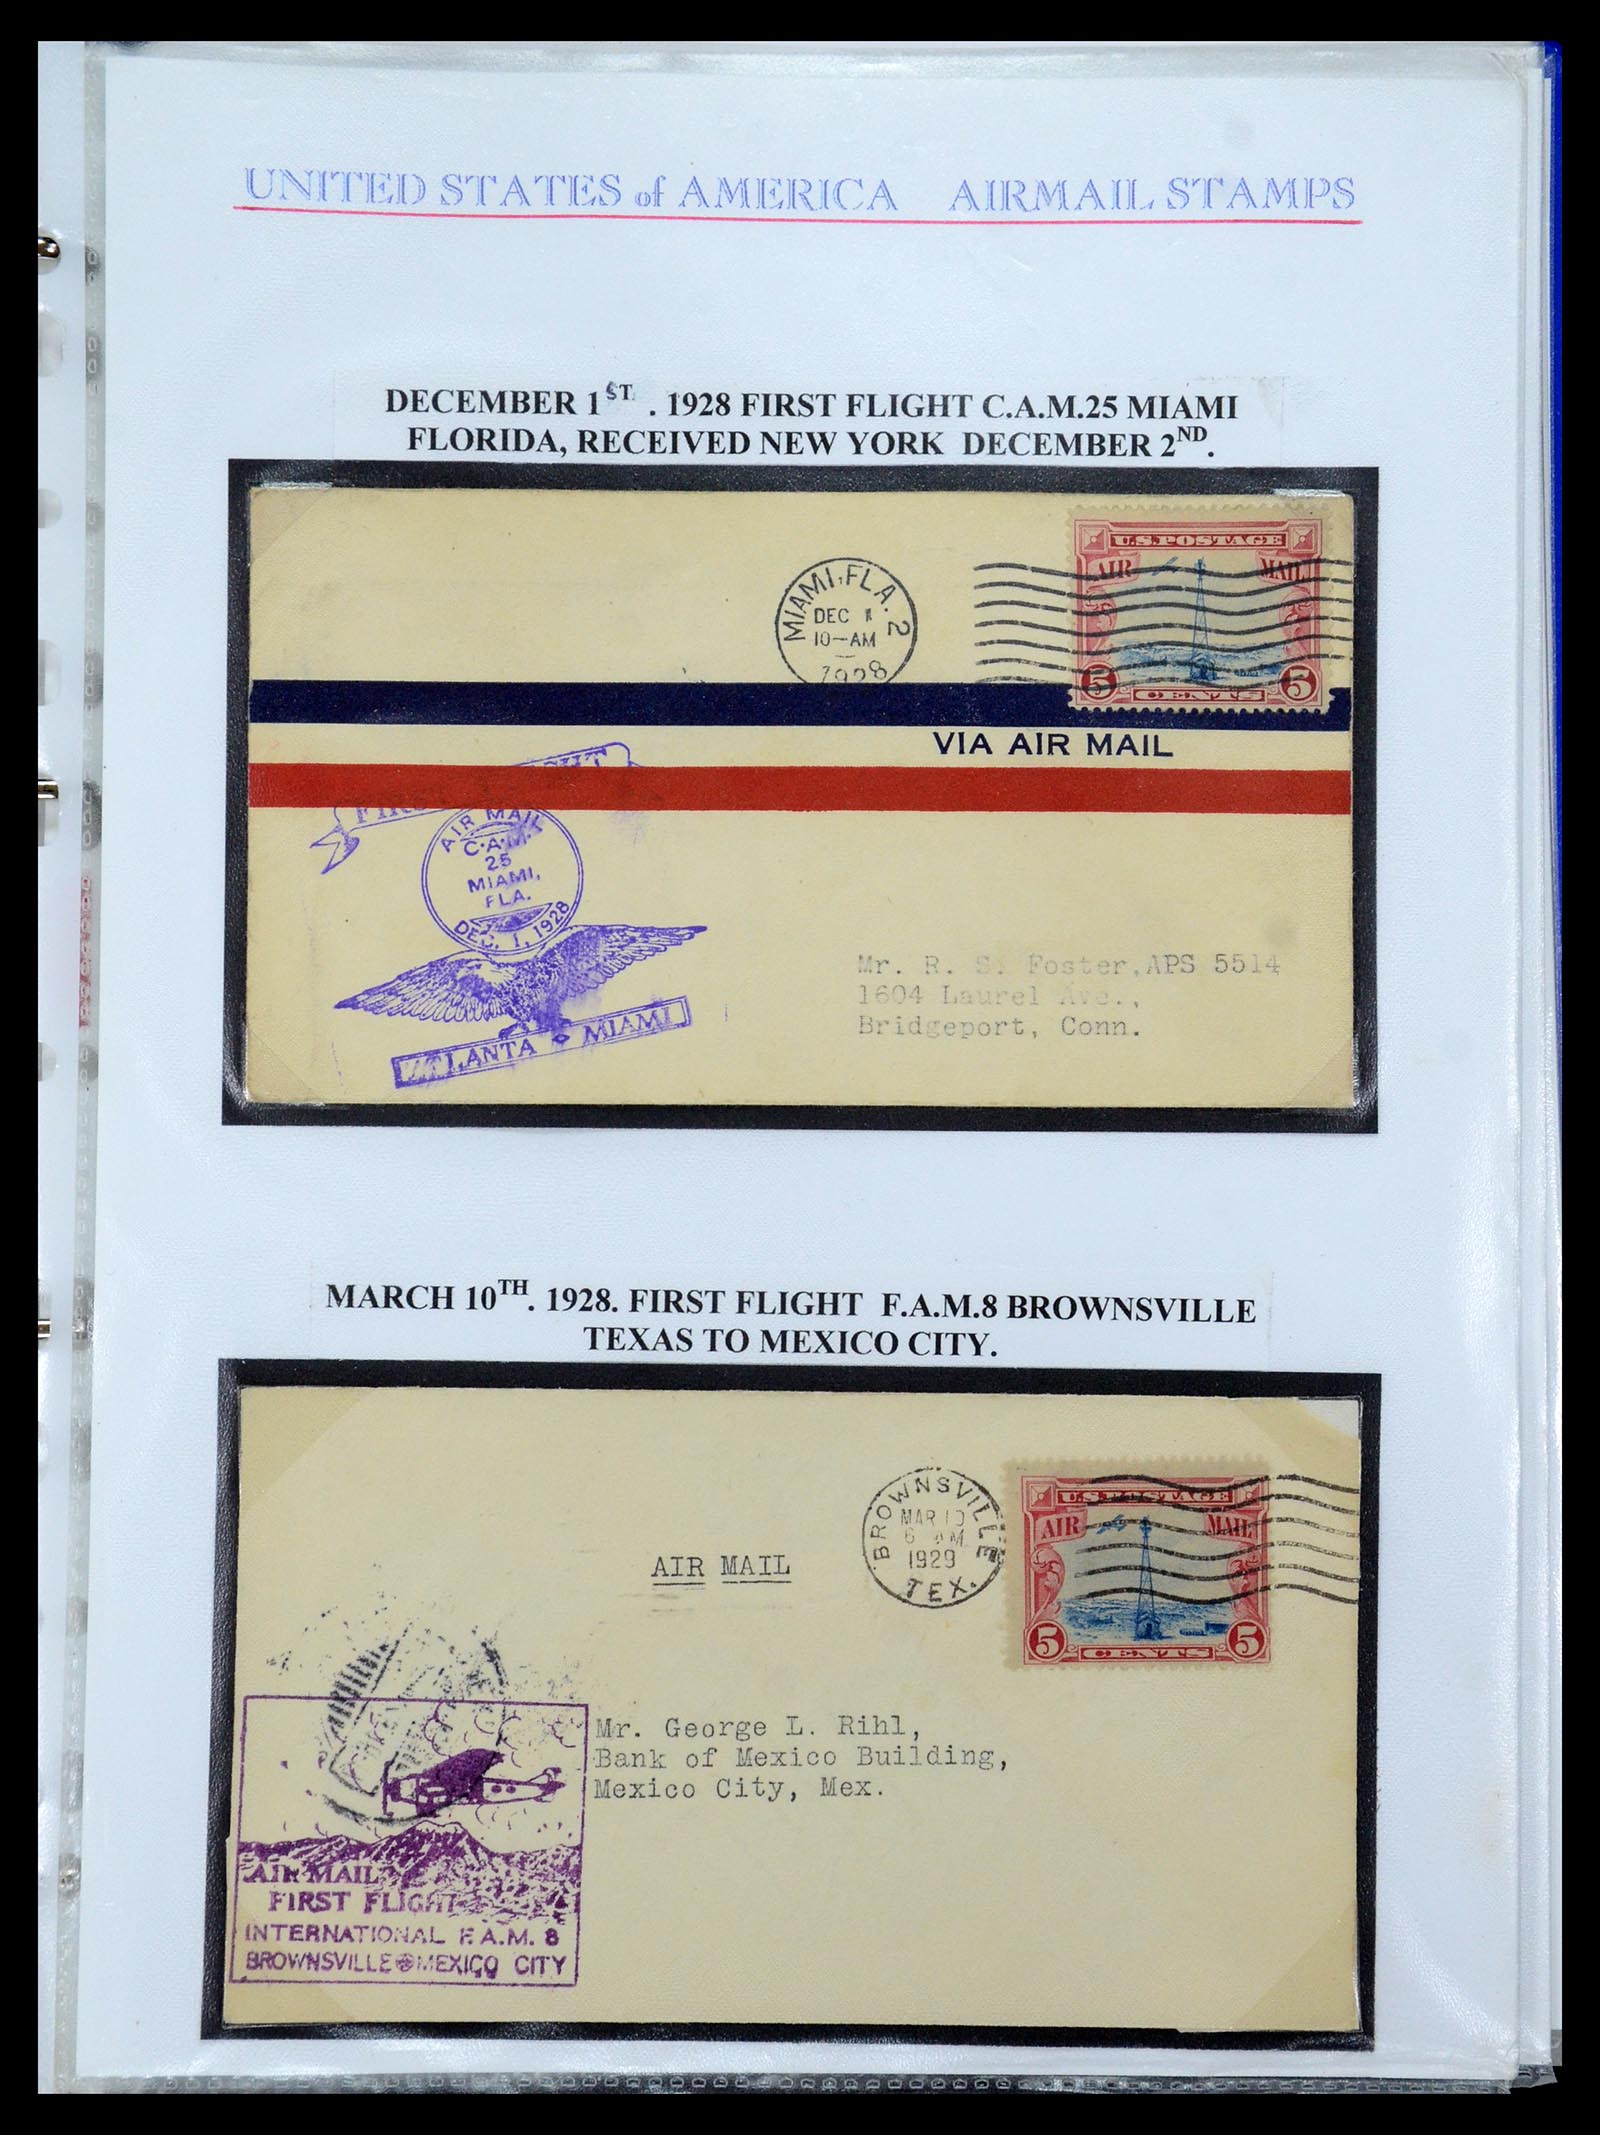 UNITED STATES of AMERICA AIRMAIL STAMPS
DECEMBER 1ST . 1928 FIRST FLIGHT C.A.M.25 MIAMI
FLORIDA, RECEIVED NEW YORK DECEMBER 2ND.
U.S. POSTAGE
AIR MAIL
5 CENTS 5
MIAMI, FLA. 2
DEC 1
10-AM
1928
VIA AIR MAIL
FIRST FLIGHT
AIR MAIL
C.A.M.
25
MIAMI,
FLA.
DEC. 1, 1928
ATLANTA MIAMI
Mr. R. S. Foster, APS 5514
1604 Laurel Ave.,
Bridgeport, Conn.
MARCH 10TH. 1928. FIRST FLIGHT F.A.M.8 BROWNSVILLE
TEXAS TO MEXICO CITY.
U.S. POSTAGE
AIR MAIL
5 CENTS 5
BROWNSVILLE
MAR 10
6 AM
1929
TEX.
AIR MAIL
Mr. George L. Rihl,
Bank of Mexico Building,
Mexico City, Mex.
AIR MAIL
FIRST FLIGHT
INTERNATIONAL F.A.M. 8
BROWNSVILLE MEXICO CITY